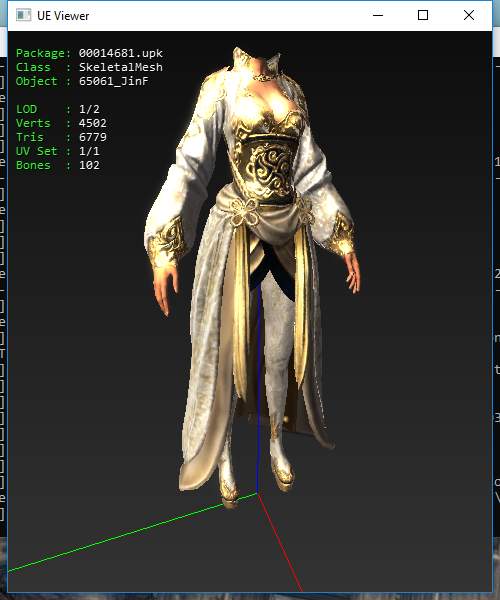 UE Viewer
Package: 00014681.upk
Class : SkeletalMesh
Object : 65061_JinF
LOD : 1/2
Verts : 4502
Tris : 6779
UV Set : 1/1
Bones : 102